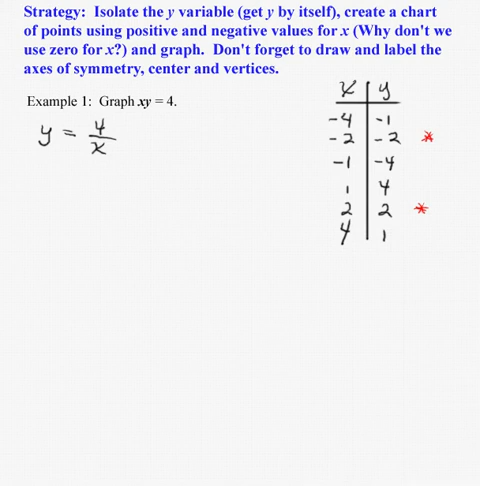 Strategy: Isolate the y variable (get y by itself), create a chart
of points using positive and negative values for x (Why don't we
use zero for x?) and graph. Don't forget to draw and label the
axes of symmetry, center and vertices.
Example 1: Graph xy = 4.
y = 4/x
x | y
-4 | -1
-2 | -2 *
-1 | -4
1 | 4
2 | 2 *
4 | 1